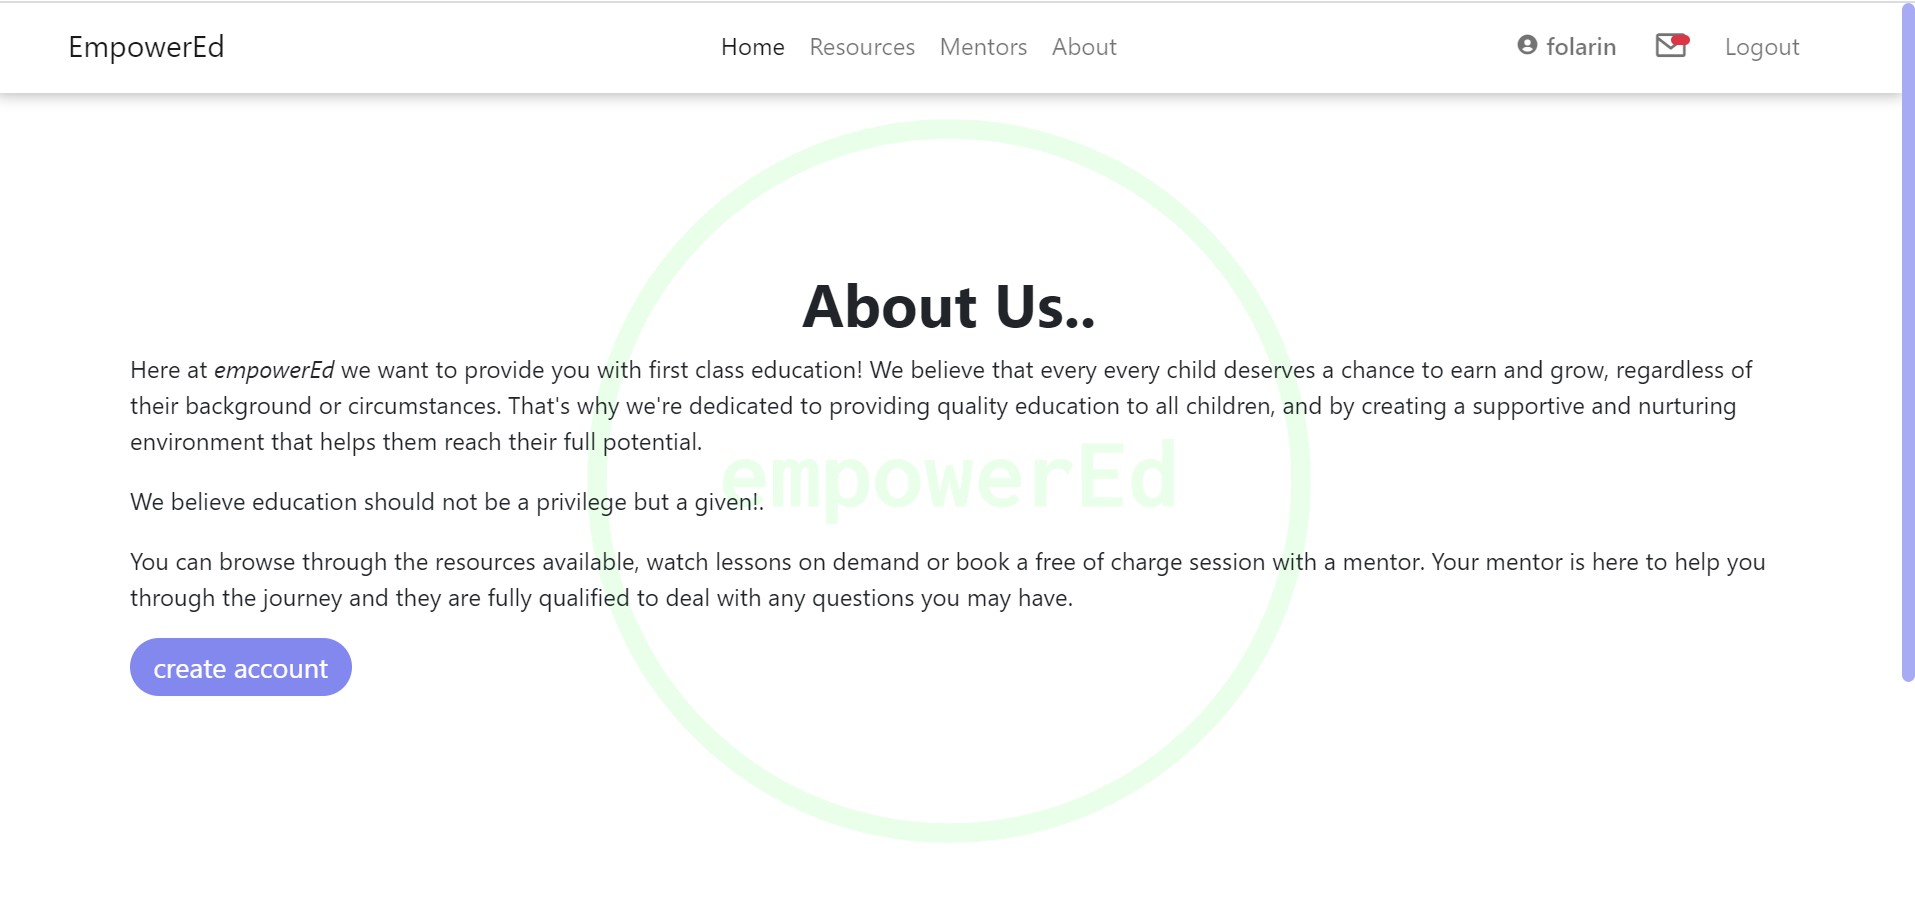 EmpowerEd Home Resources Mentors About folarin Logout
About Us..
Here at empowerEd we want to provide you with first class education! We believe that every every child deserves a chance to earn and grow, regardless of
their background or circumstances. That's why we're dedicated to providing quality education to all children, and by creating a supportive and nurturing
environment that helps them reach their full potential.
empowerEd
We believe education should not be a privilege but a given!.
You can browse through the resources available, watch lessons on demand or book a free of charge session with a mentor. Your mentor is here to help you
through the journey and they are fully qualified to deal with any questions you may have.
create account